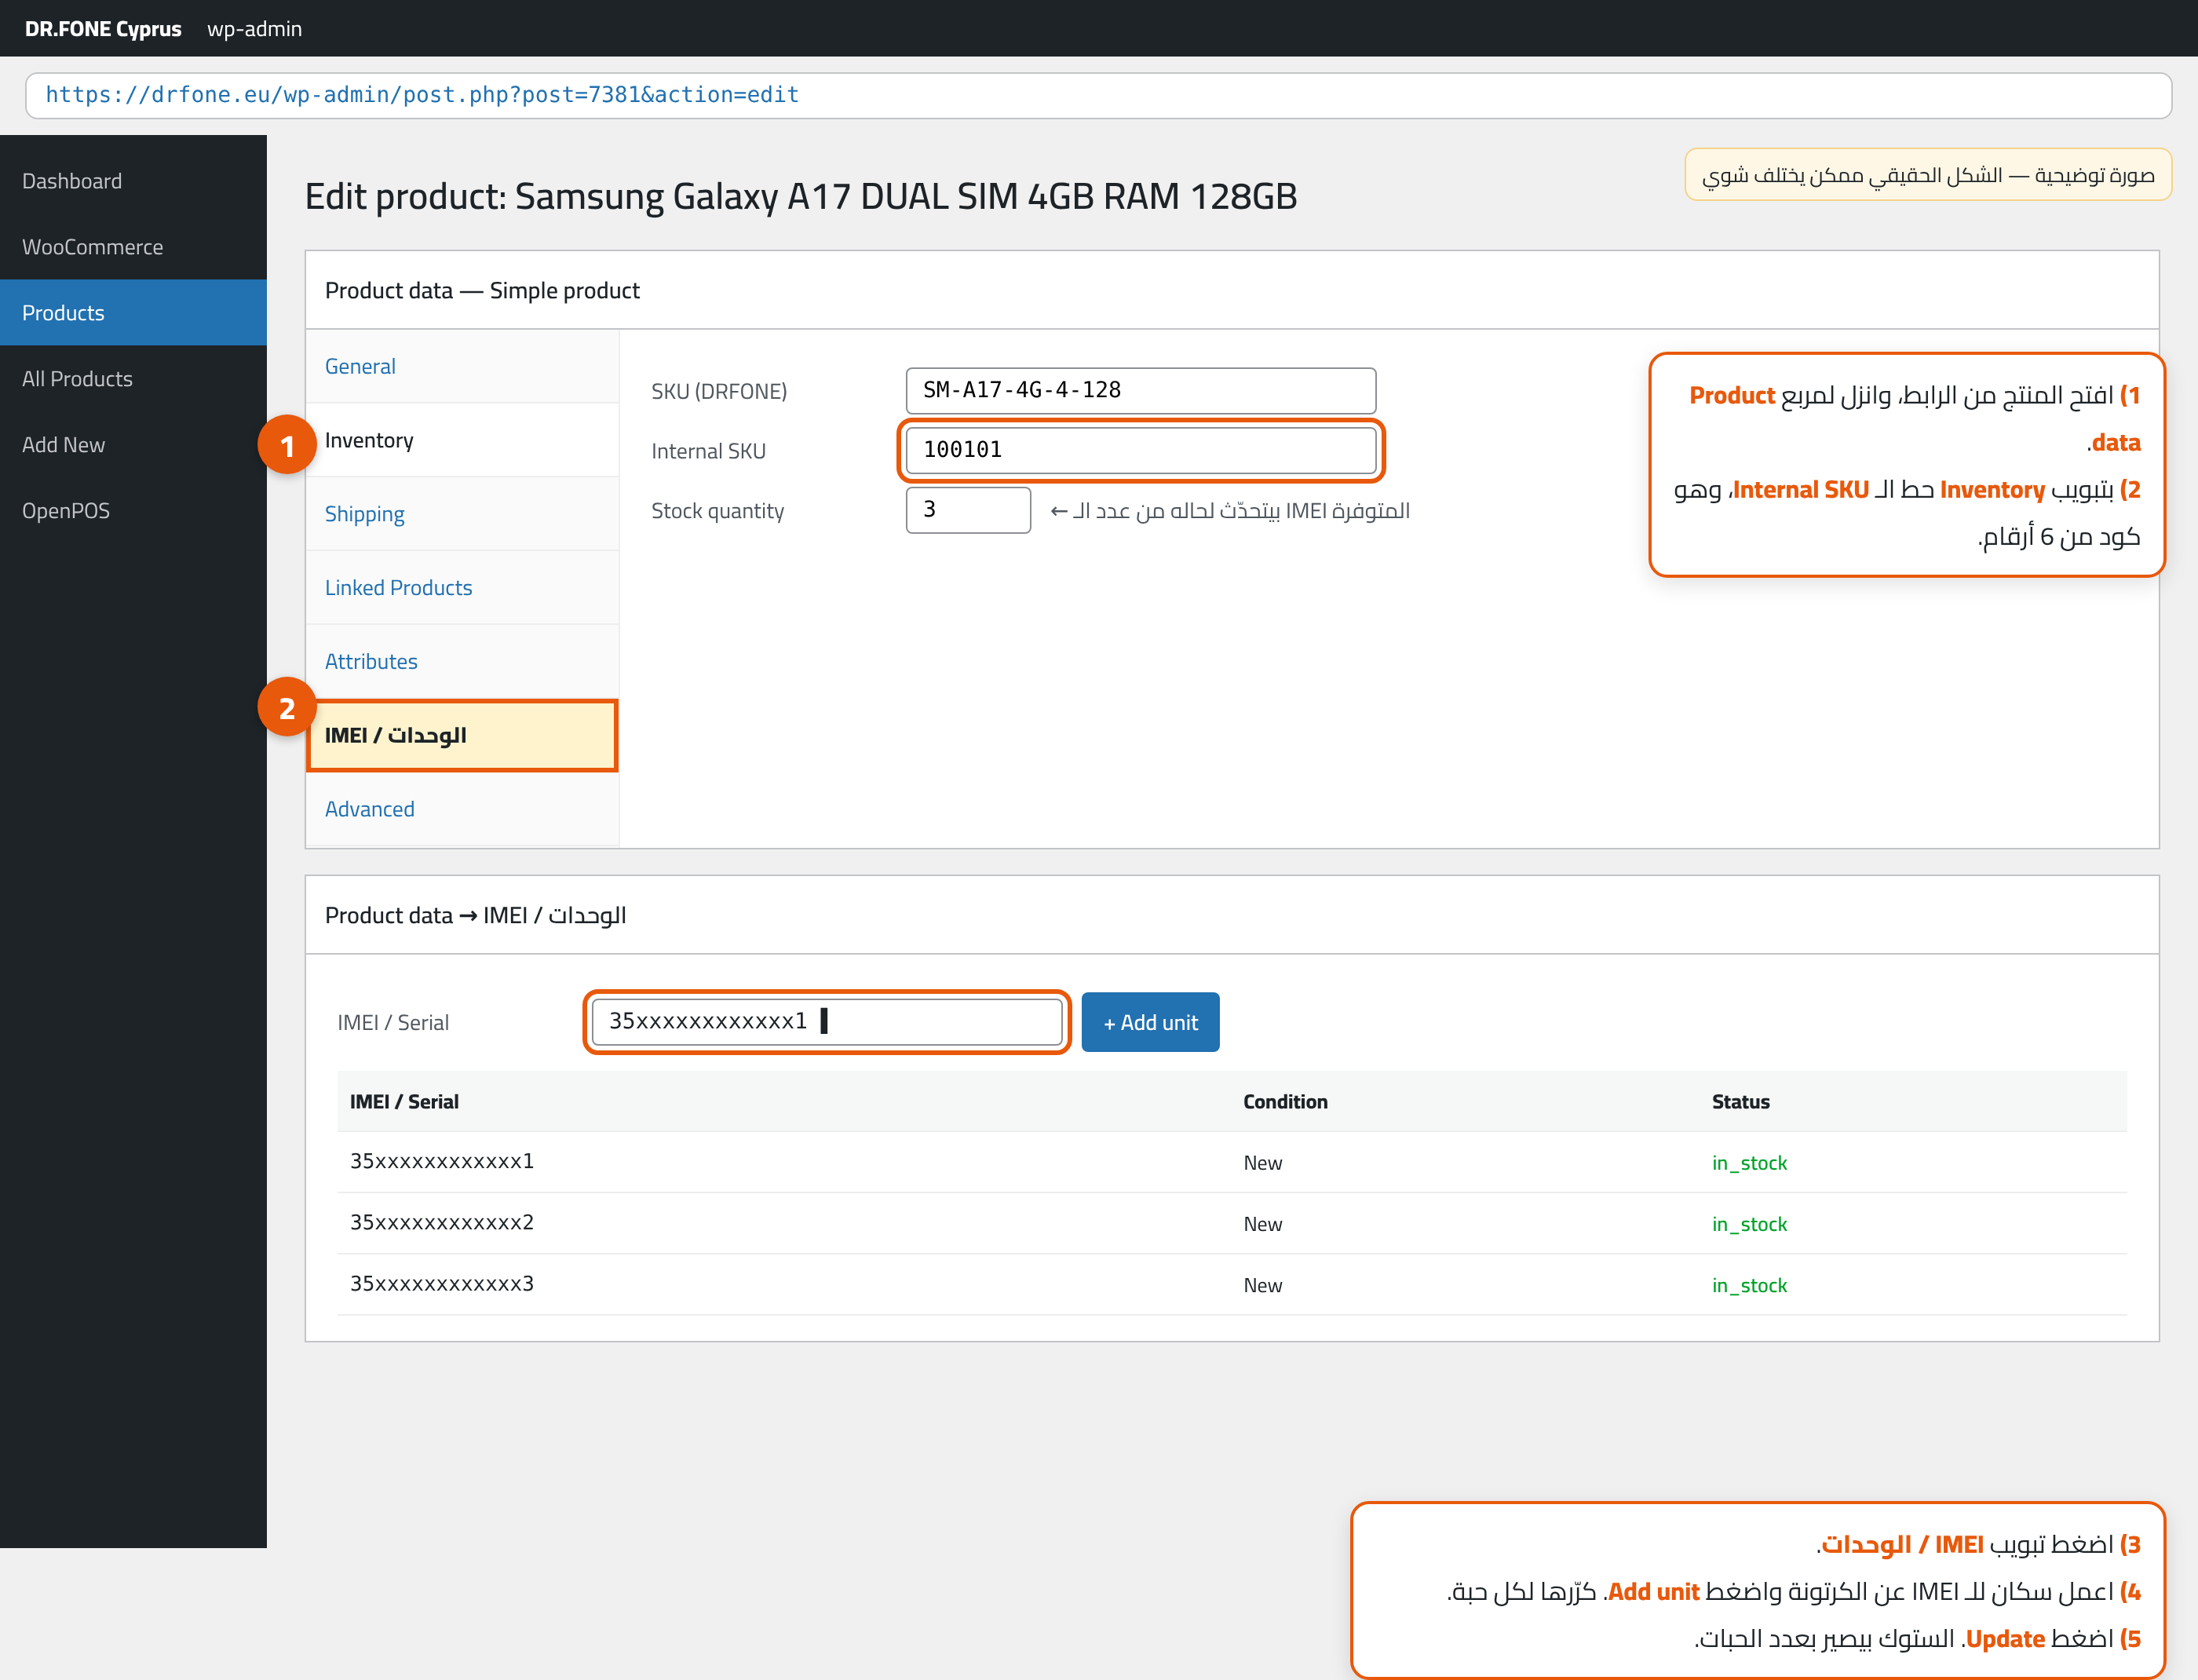 DR.FONE Cyprus wp-admin
https://drfone.eu/wp-admin/post.php?post=7381&action=edit
Dashboard
WooCommerce
Products
All Products
Add New
OpenPOS
صورة توضيحية — الشكل الحقيقي ممكن يختلف شوي
Edit product: Samsung Galaxy A17 DUAL SIM 4GB RAM 128GB
Product data — Simple product
General
1
Inventory
Shipping
Linked Products
Attributes
2
IMEI / الوحدات
Advanced
SKU (DRFONE) SM-A17-4G-4-128
Internal SKU 100101
Stock quantity 3 ← بيتحدّث لحاله من عدد الـ IMEI المتوفرة
1) افتح المنتج من الرابط، وانزل لمربع Product
data.
2) بتبويب Inventory حط الـ Internal SKU، وهو
كود من 6 أرقام.
Product data → IMEI / الوحدات
IMEI / Serial 35xxxxxxxxxxxx1 + Add unit
IMEI / Serial Condition Status
35xxxxxxxxxxxx1 New in_stock
35xxxxxxxxxxxx2 New in_stock
35xxxxxxxxxxxx3 New in_stock
3) اضغط تبويب IMEI / الوحدات.
4) اعمل سكان للـ IMEI عن الكرتونة واضغط Add unit. كرّرها لكل حبة.
5) اضغط Update. الستوك بيصير بعدد الحبات.